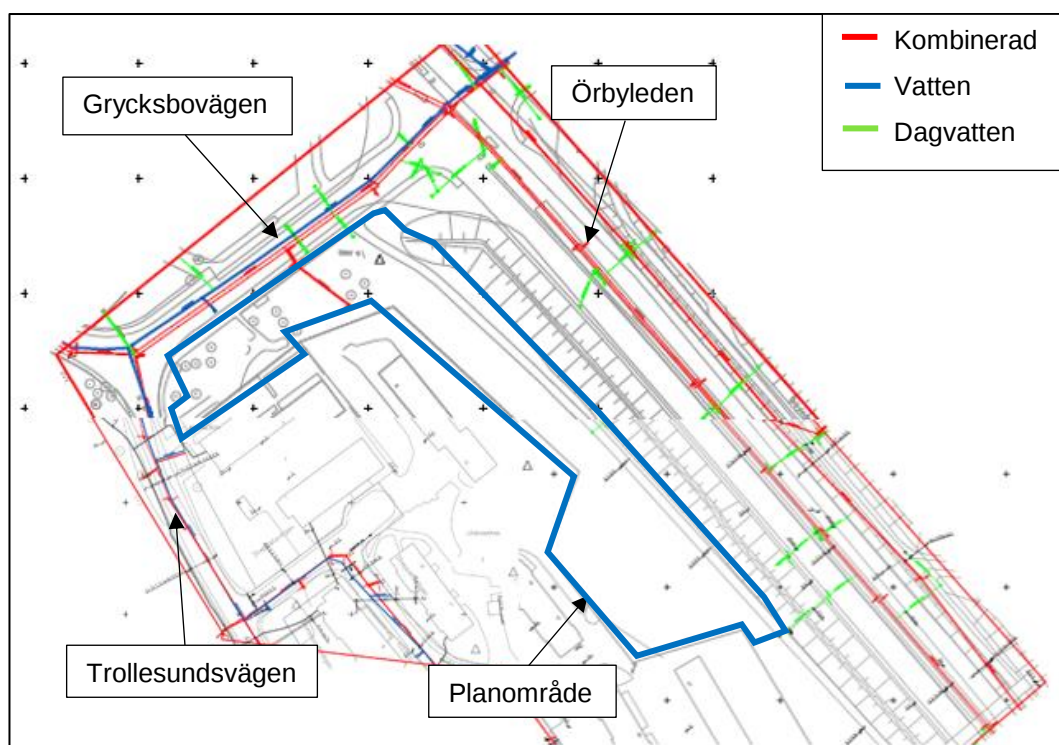 Kombinerad
Vatten
Dagvatten
Grycksbovägen
Örbyleden
Trollesundsvägen
Planområde